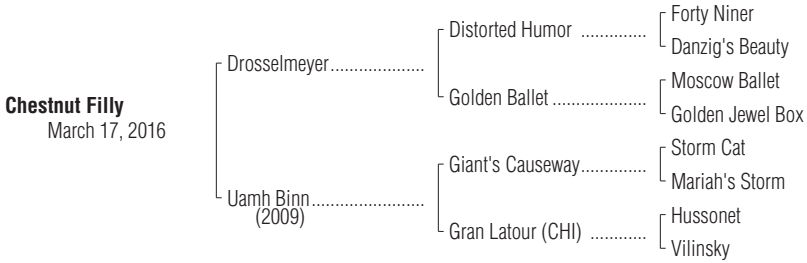 Chestnut Filly
March 17, 2016
Drosselmeyer....................
Uamh Binn........................
(2009)
Distorted Humor ..............
Golden Ballet ....................
Giant's Causeway..............
Gran Latour (CHI) ............
Forty Niner
Danzig's Beauty
Moscow Ballet
Golden Jewel Box
Storm Cat
Mariah's Storm
Hussonet
Vilinsky